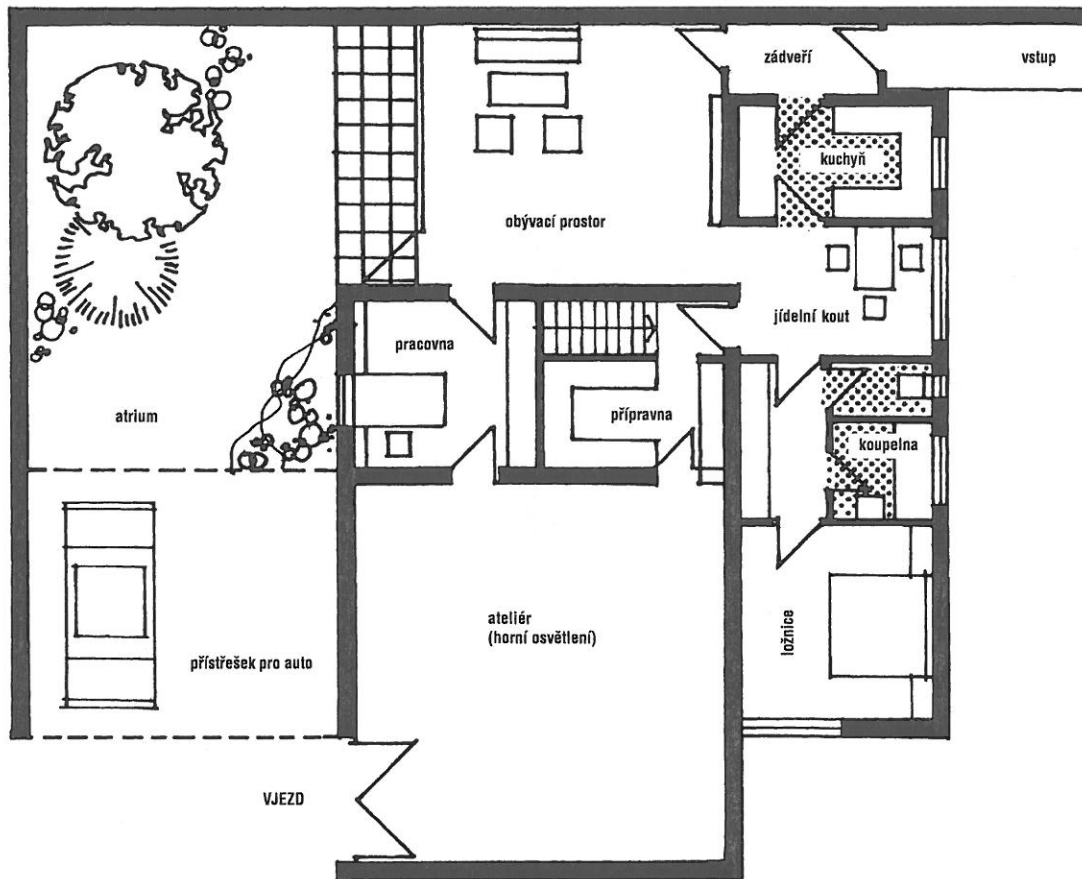 zádveří
vstup
kuchyň
obývací prostor
jídelní kout
pracovna
přípravna
atrium
koupelna
ateliér
(horní osvětlení)
ložnice
přístřešek pro auto
VJEZD